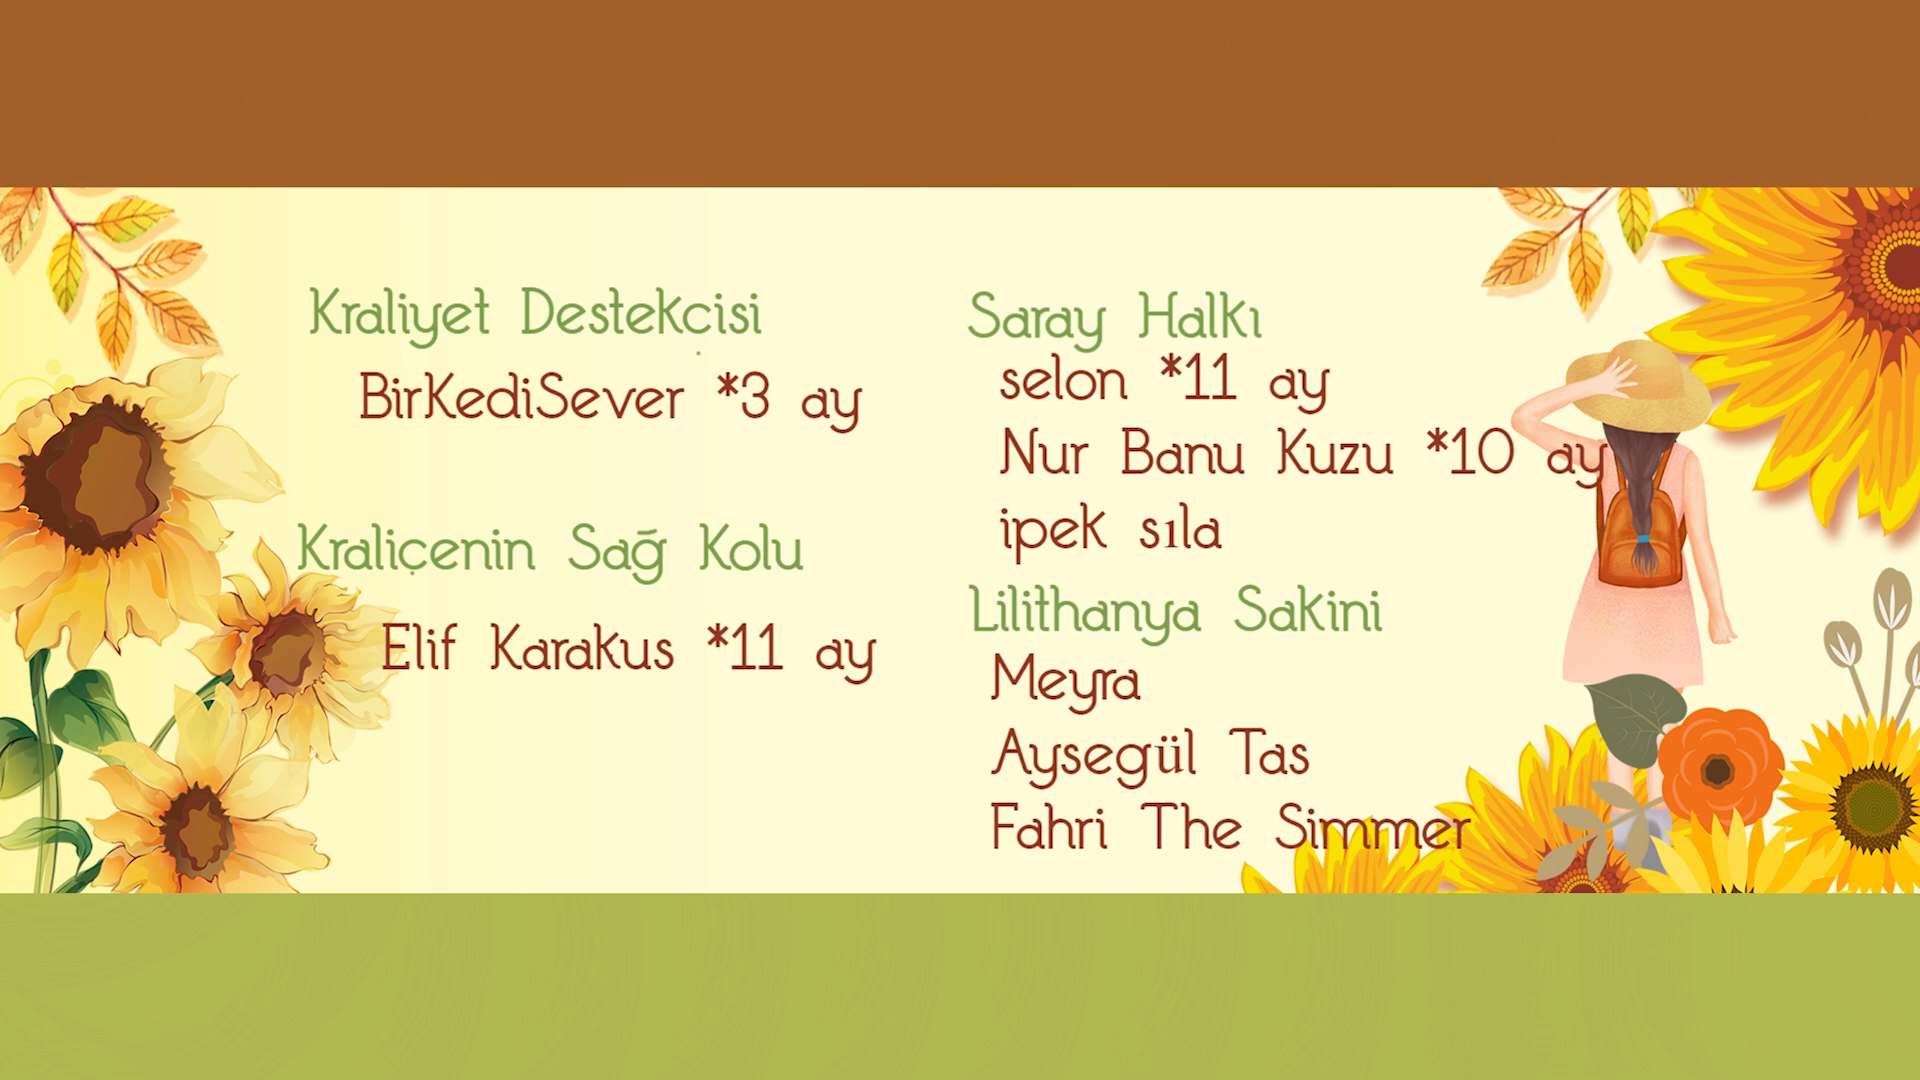 Kraliyet Destekcisi
BirKediSever *3 ay
Kraliçenin Sağ Kolu
Elif Karakus *11 ay
Saray Halkı
selon *11 ay
Nur Banu Kuzu *10 ay
ipek sıla
Lilithanya Sakini
Meyra
Aysegül Tas
Fahri The Simmer